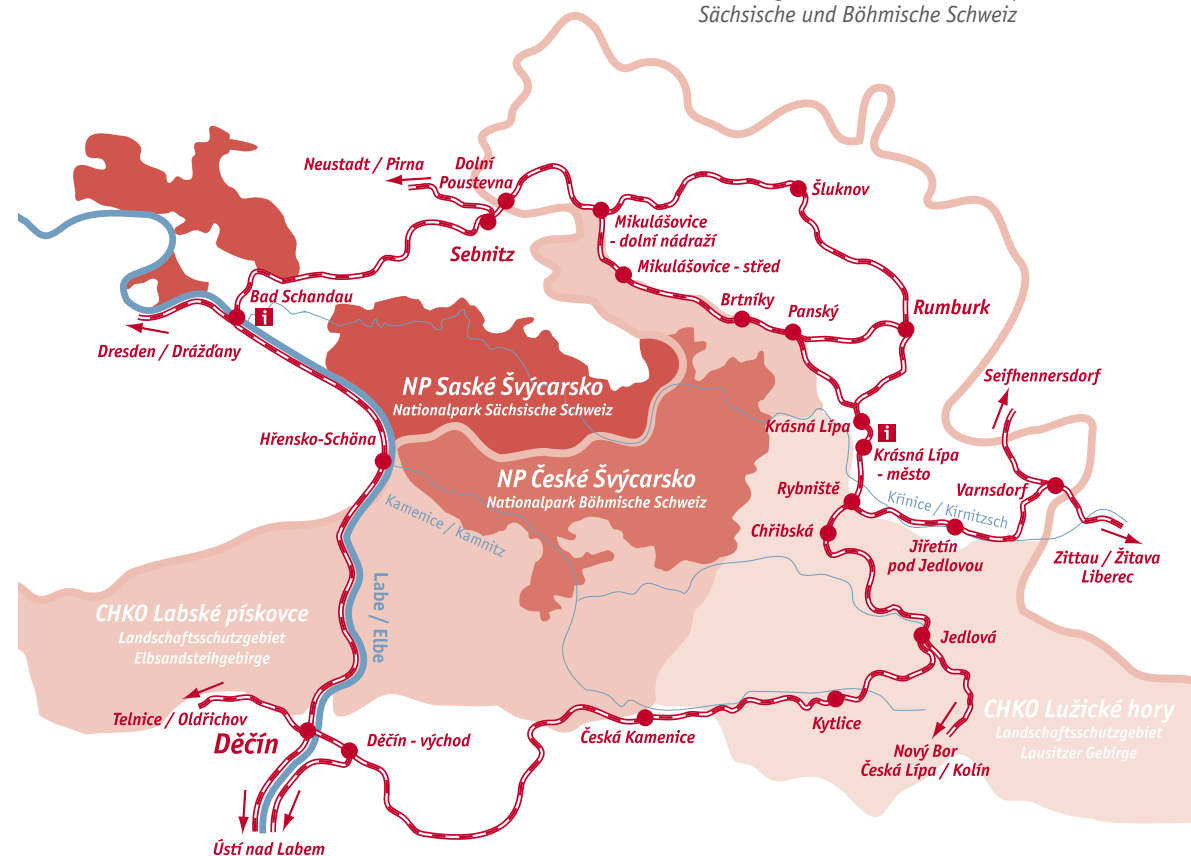 Sächsische und Böhmische Schweiz
Neustadt / Pirna
Dolní
Poustevna
Šluknov
Mikulášovice
- dolní nádraží
Sebnitz
Mikulášovice - střed
Bad Schandau
i
Brtníky
Panský
Rumburk
Dresden / Drážďany
NP Saské Švýcarsko
Nationalpark Sächsische Schweiz
Seifhennersdorf
Krásná Lípa
i
Hřensko-Schöna
Krásná Lípa
- město
NP České Švýcarsko
Nationalpark Böhmische Schweiz
Rybniště
Varnsdorf
Kamenice / Kamnitz
Křinice / Kirnitzsch
Chřibská
Jiřetín
pod Jedlovou
Zittau / Žitava
Liberec
Labe / Elbe
CHKO Labské pískovce
Landschaftsschutzgebiet
Elbsandsteihgebirge
Jedlová
Telnice / Oldřichov
Děčín
Děčín - východ
Česká Kamenice
Kytlice
CHKO Lužické hory
Landschaftsschutzgebiet
Lausitzer Gebirge
Nový Bor
Česká Lípa / Kolín
Ústí nad Labem